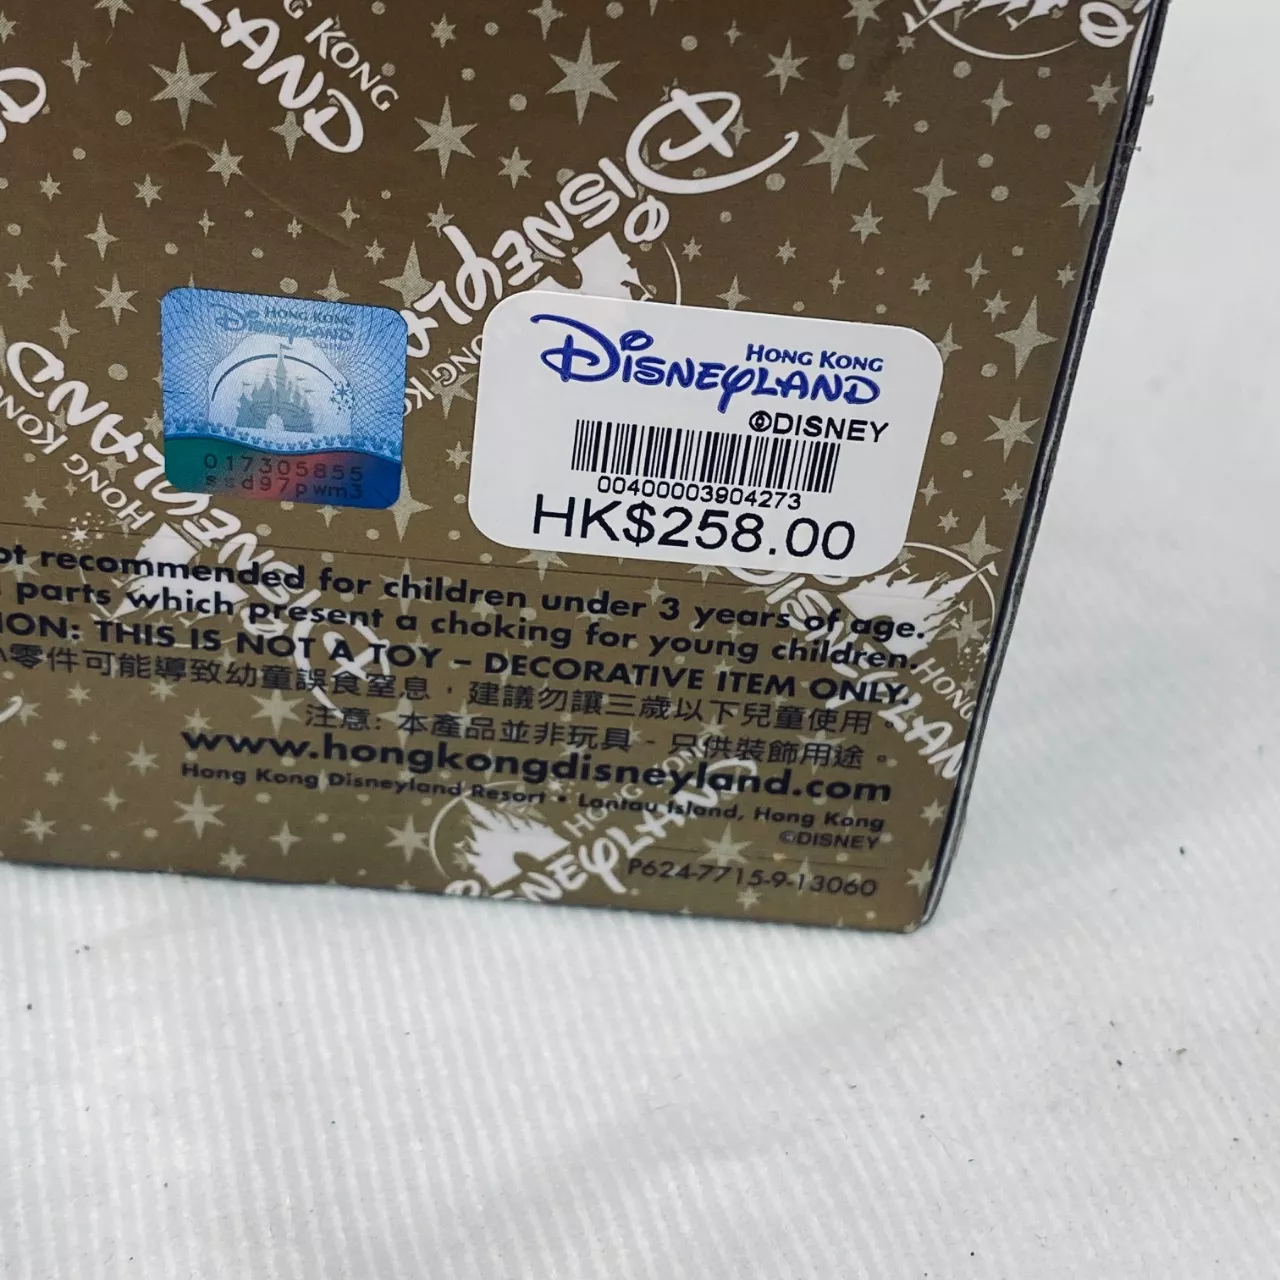 HONG KONG
DISNEYLAND
017305855
ssd97pwm3
HONG KONG
DISNEYLAND
©DISNEY
00400003904273
HK$258.00
recommended for children under 3 years of age.
parts which present a choking for young children.
THIS IS NOT A TOY – DECORATIVE ITEM ONLY.
零件可能導致幼童誤食窒息，建議勿讓三歲以下兒童使用。
注意: 本產品並非玩具 - 只供裝飾用途。
www.hongkongdisneyland.com
Hong Kong Disneyland Resort • Lantau Island, Hong Kong
©DISNEY
P624-7715-9-13060